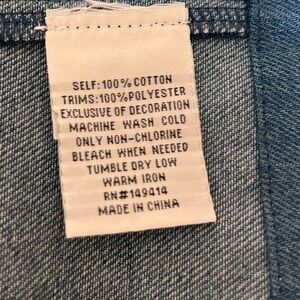 SELF:100% COTTON
TRIMS:100%POLYESTER
EXCLUSIVE OF DECORATION
MACHINE WASH COLD
ONLY NON-CHLORINE
BLEACH WHEN NEEDED
TUMBLE DRY LOW
WARM IRON
RN#149414
MADE IN CHINA